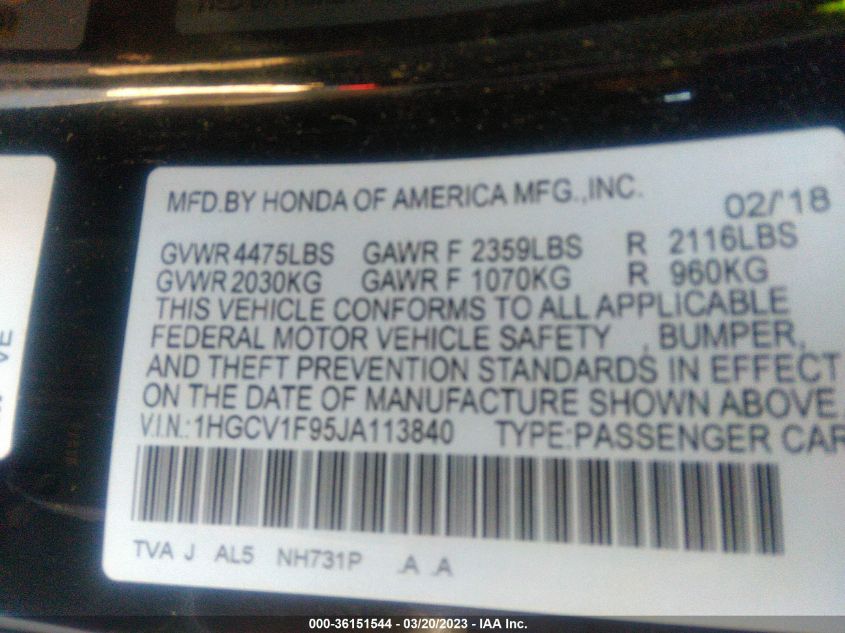 MFD.BY HONDA OF AMERICA MFG.,INC. 02/'18
GVWR 4475LBS GAWR F 2359LBS R 2116LBS
GVWR 2030KG GAWR F 1070KG R 960KG
THIS VEHICLE CONFORMS TO ALL APPLICABLE
FEDERAL MOTOR VEHICLE SAFETY , BUMPER,
AND THEFT PREVENTION STANDARDS IN EFFECT
ON THE DATE OF MANUFACTURE SHOWN ABOVE.
V.I.N.:1HGCV1F95JA113840 TYPE:PASSENGER CAR
TVA J AL5 NH731P .A .A
VE
000-36151544 — 03/20/2023 — IAA Inc.